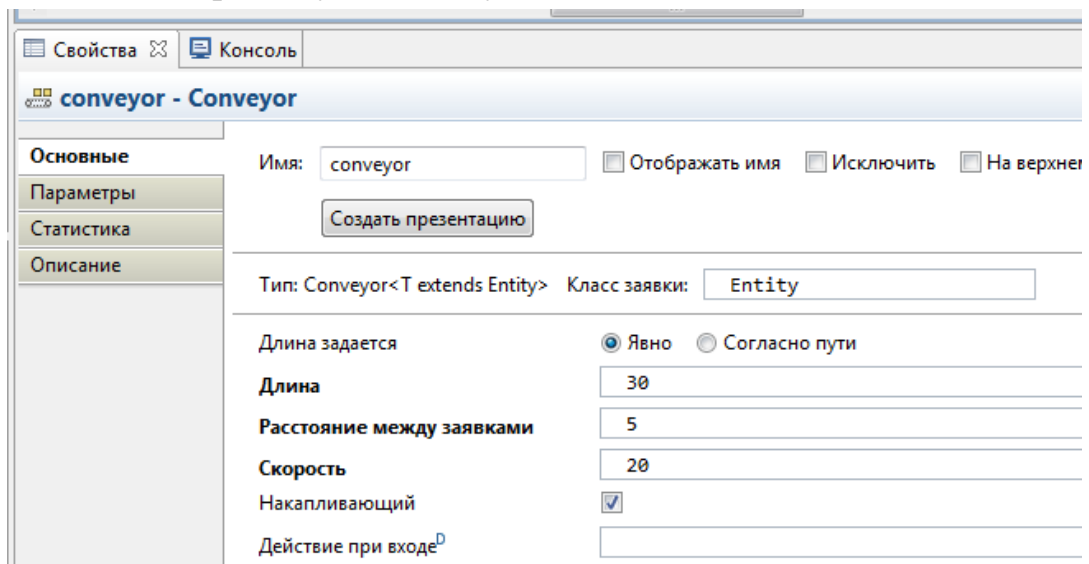 Свойства Консоль
conveyor - Conveyor
Основные
Параметры
Статистика
Описание
Имя: conveyor Отображать имя Исключить На верхнем
Создать презентацию
Тип: Conveyor<T extends Entity> Класс заявки: Entity
Длина задается Явно Согласно пути
Длина 30
Расстояние между заявками 5
Скорость 20
Накапливающий
Действие при входеD